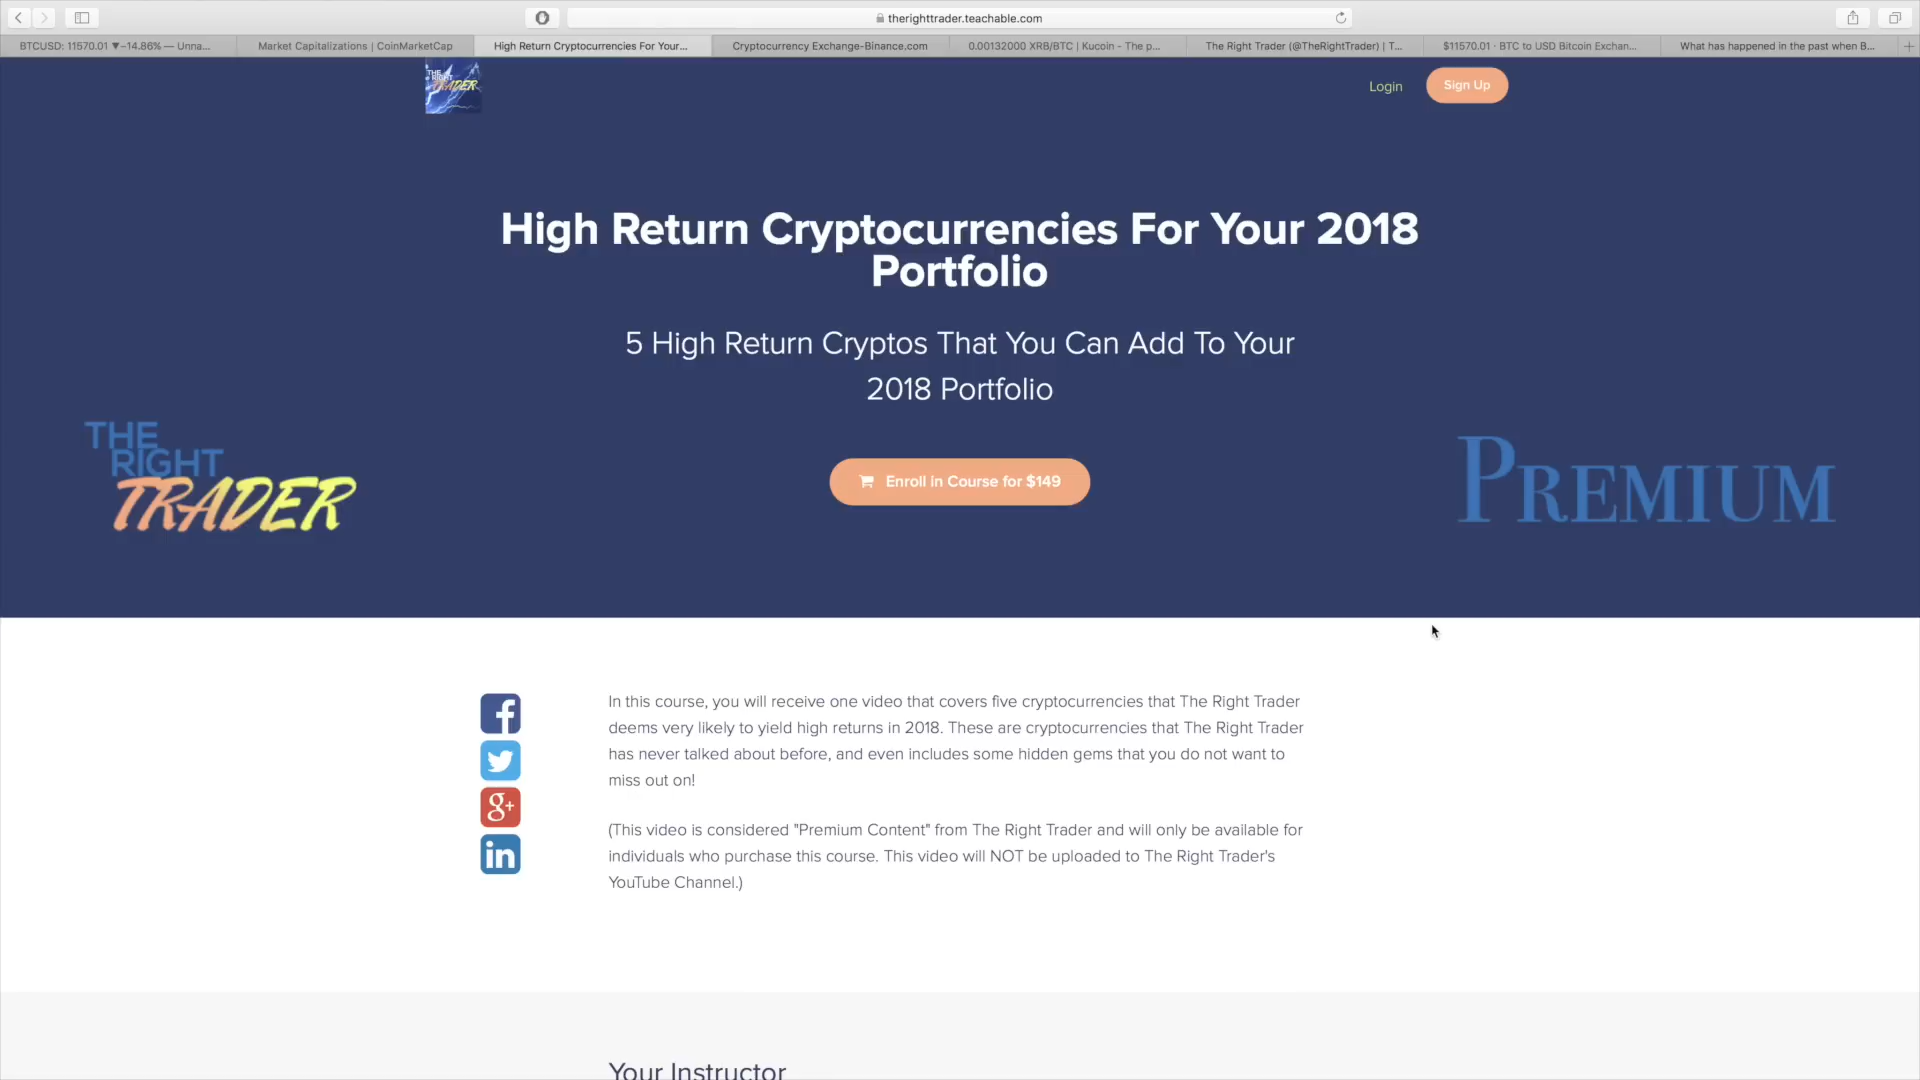 therighttrader.teachable.com
BTCUSD: 11570.01 ▼−14.86% — Unna...
Market Capitalizations | CoinMarketCap
High Return Cryptocurrencies For Your...
Cryptocurrency Exchange-Binance.com
0.00132000 XRB/BTC | Kucoin - The p...
The Right Trader (@TheRightTrader) | T...
$11570.01 · BTC to USD Bitcoin Exchan...
What has happened in the past when B...
THE
RIGHT
TRADER
Login
Sign Up
High Return Cryptocurrencies For Your 2018
Portfolio
5 High Return Cryptos That You Can Add To Your
2018 Portfolio
THE
RIGHT
TRADER
Enroll in Course for $149
PREMIUM
In this course, you will receive one video that covers five cryptocurrencies that The Right Trader
deems very likely to yield high returns in 2018. These are cryptocurrencies that The Right Trader
has never talked about before, and even includes some hidden gems that you do not want to
miss out on!
(This video is considered "Premium Content" from The Right Trader and will only be available for
individuals who purchase this course. This video will NOT be uploaded to The Right Trader's
YouTube Channel.)
Your Instructor